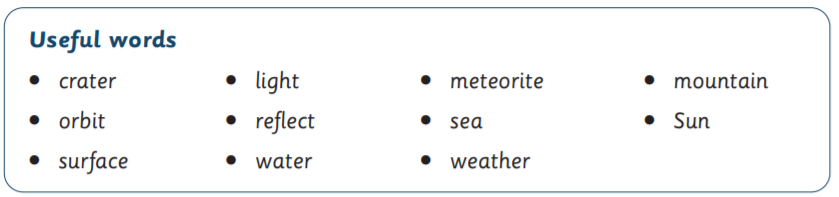 Useful words
• crater • light • meteorite • mountain
• orbit • reflect • sea • Sun
• surface • water • weather